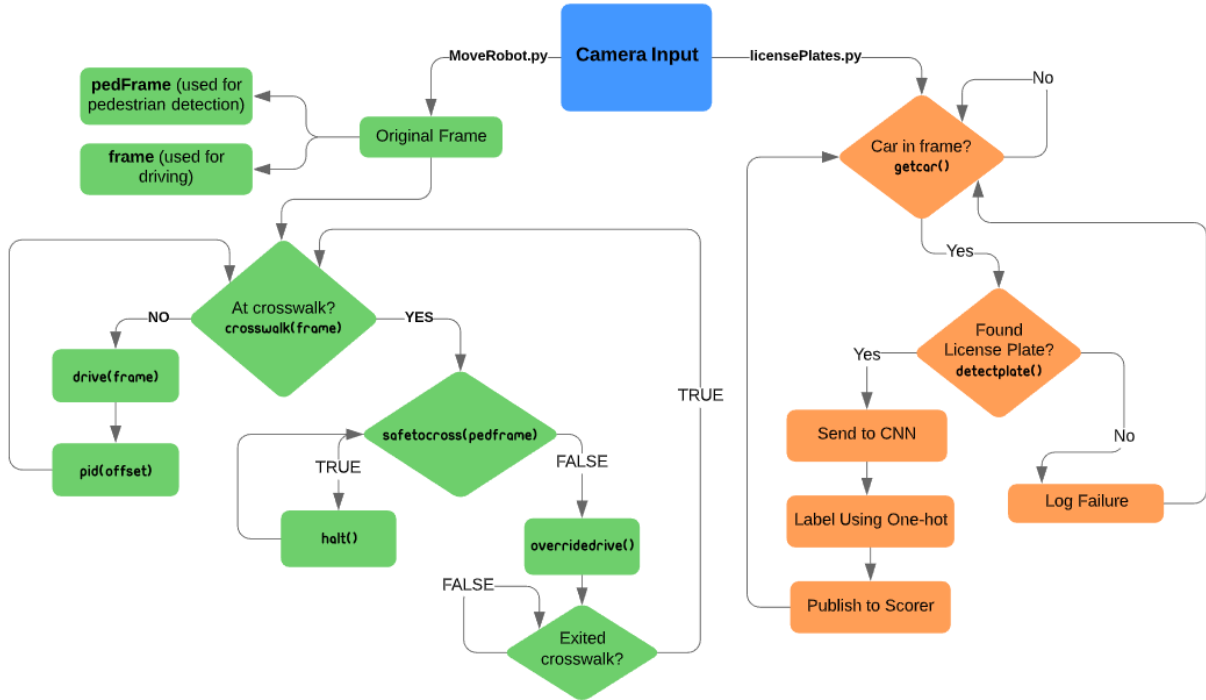 Camera Input
MoveRobot.py
licensePlates.py
pedFrame (used for
pedestrian detection)
frame (used for
driving)
Original Frame
At crosswalk?
crosswalk(frame)
NO
YES
drive(frame)
pid(offset)
safetocross(pedframe)
TRUE
FALSE
halt()
overridedrive()
FALSE
Exited
crosswalk?
TRUE
Car in frame?
getcar()
No
Yes
Found
License Plate?
detectplate()
Yes
No
Send to CNN
Label Using One-hot
Publish to Scorer
Log Failure